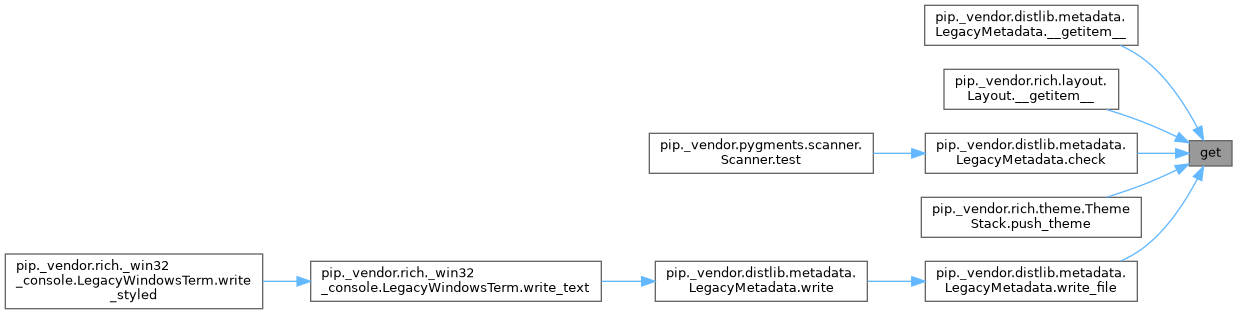 pip._vendor.distlib.metadata.
LegacyMetadata.__getitem__
pip._vendor.rich.layout.
Layout.__getitem__
pip._vendor.pygments.scanner.
Scanner.test
pip._vendor.distlib.metadata.
LegacyMetadata.check
get
pip._vendor.rich.theme.Theme
Stack.push_theme
pip._vendor.rich._win32
_console.LegacyWindowsTerm.write
_styled
pip._vendor.rich._win32
_console.LegacyWindowsTerm.write_text
pip._vendor.distlib.metadata.
LegacyMetadata.write
pip._vendor.distlib.metadata.
LegacyMetadata.write_file